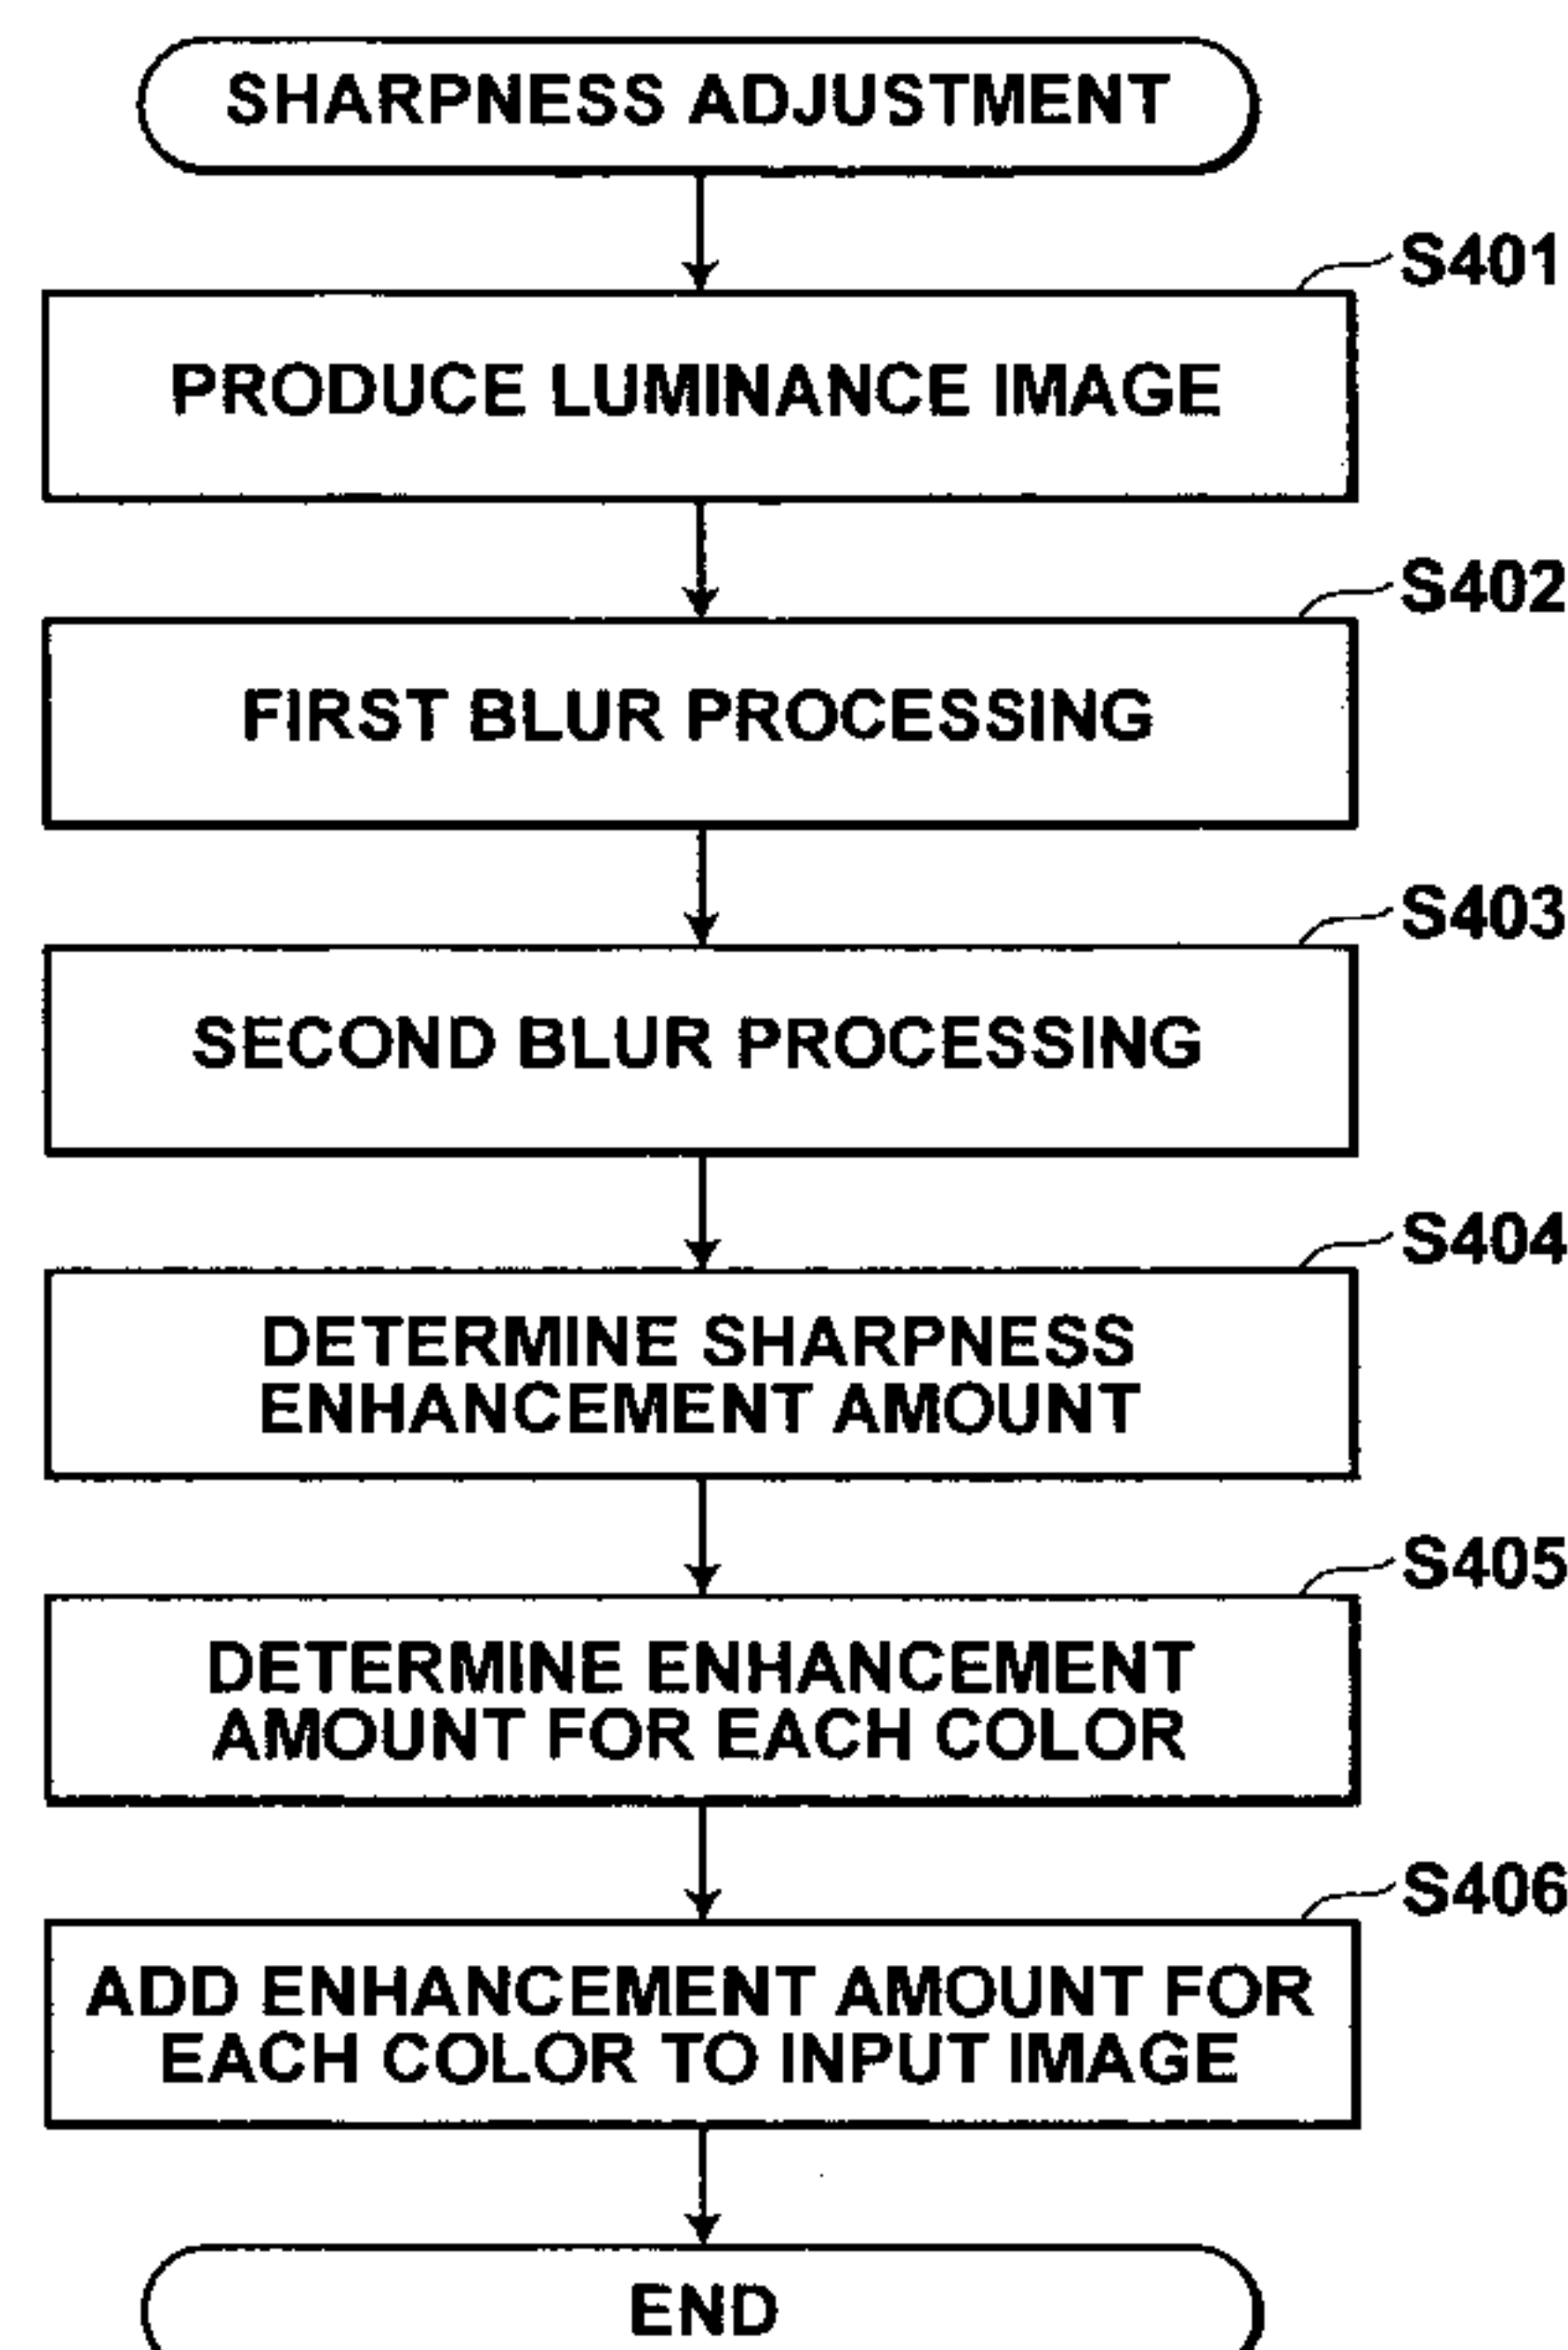 SHARPNESS ADJUSTMENT
S401
PRODUCE LUMINANCE IMAGE
S402
FIRST BLUR PROCESSING
S403
SECOND BLUR PROCESSING
S404
DETERMINE SHARPNESS
ENHANCEMENT AMOUNT
S405
DETERMINE ENHANCEMENT
AMOUNT FOR EACH COLOR
S406
ADD ENHANCEMENT AMOUNT FOR
EACH COLOR TO INPUT IMAGE
END